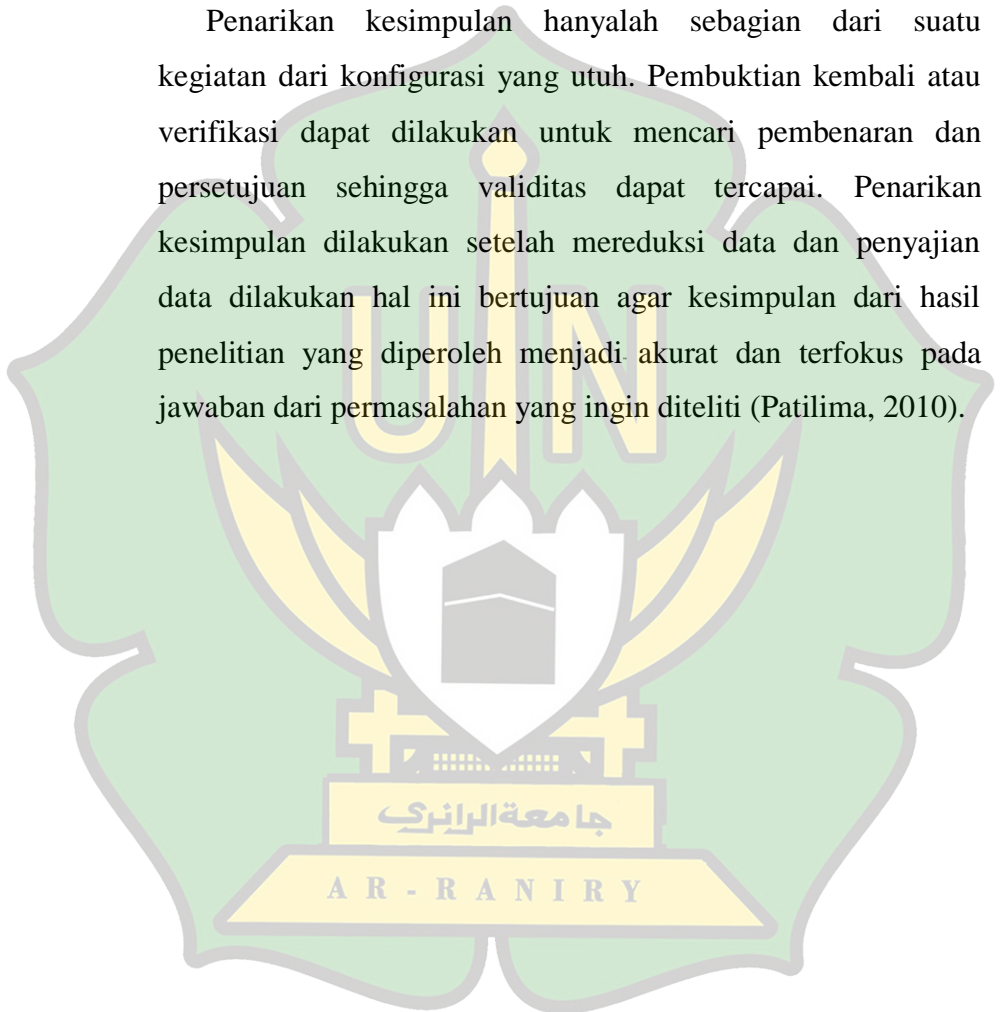 Penarikan kesimpulan hanyalah sebagian dari suatu
kegiatan dari konfigurasi yang utuh. Pembuktian kembali atau
verifikasi dapat dilakukan untuk mencari pembenaran dan
persetujuan sehingga validitas dapat tercapai. Penarikan
kesimpulan dilakukan setelah mereduksi data dan penyajian
data dilakukan hal ini bertujuan agar kesimpulan dari hasil
penelitian yang diperoleh menjadi akurat dan terfokus pada
jawaban dari permasalahan yang ingin diteliti (Patilima, 2010).
UIN
جامعة الرانري
AR-RANIRY